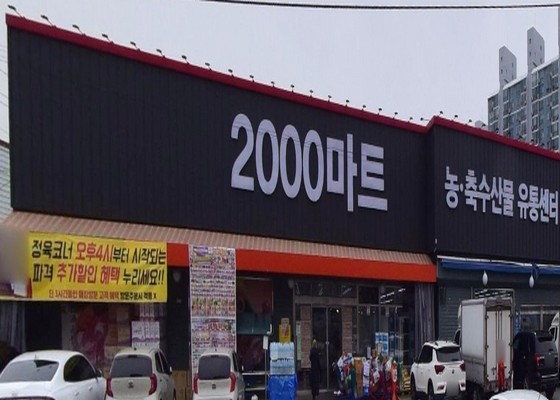 2000마트
농·축수산물 유통센터
정육코너 오후4시부터 시작되는
파격 추가할인 혜택 누리세요!!